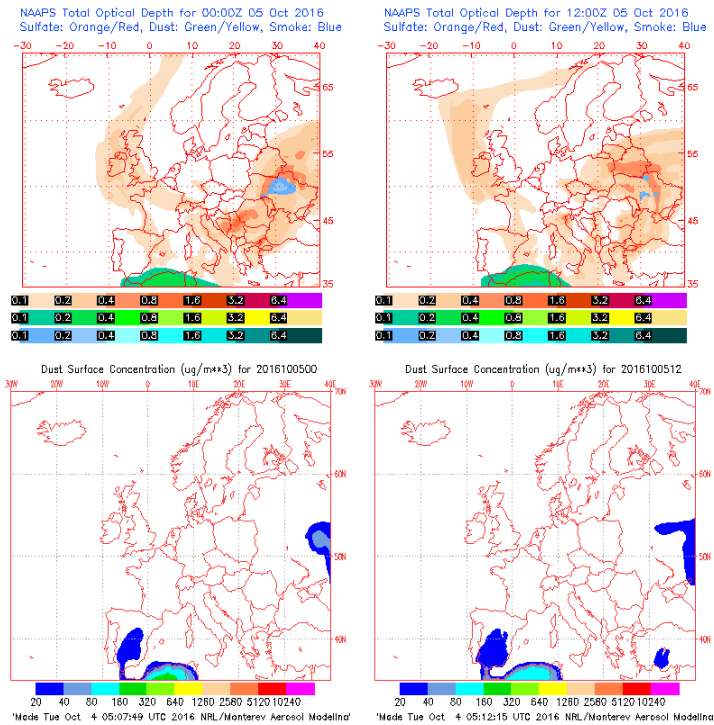 NAAPS Total Optical Depth for 00:00Z 05 Oct 2016
Sulfate: Orange/Red, Dust: Green/Yellow, Smoke: Blue
-30 -20 -10 0 10 20 30 40
65
55
45
35
0.1 0.2 0.4 0.8 1.6 3.2 6.4
0.1 0.2 0.4 0.8 1.6 3.2 6.4
0.1 0.2 0.4 0.8 1.6 3.2 6.4
NAAPS Total Optical Depth for 12:00Z 05 Oct 2016
Sulfate: Orange/Red, Dust: Green/Yellow, Smoke: Blue
-30 -20 -10 0 10 20 30 40
65
55
45
35
0.1 0.2 0.4 0.8 1.6 3.2 6.4
0.1 0.2 0.4 0.8 1.6 3.2 6.4
0.1 0.2 0.4 0.8 1.6 3.2 6.4
Dust Surface Concentration (ug/m**3) for 2016100500
30W 20W 10W 0 10E 20E 30E 40E
70N
60N
50N
40N
20 40 80 160 320 640 1280 2560 5120 10240
'Made Tue Oct 4 05:07:49 UTC 2016 NRL/Monterey Aerosol Modeling'
Dust Surface Concentration (ug/m**3) for 2016100512
30W 20W 10W 0 10E 20E 30E 40E
70N
60N
50N
40N
20 40 80 160 320 640 1280 2560 5120 10240
'Made Tue Oct 4 05:12:15 UTC 2016 NRL/Monterey Aerosol Modeling'